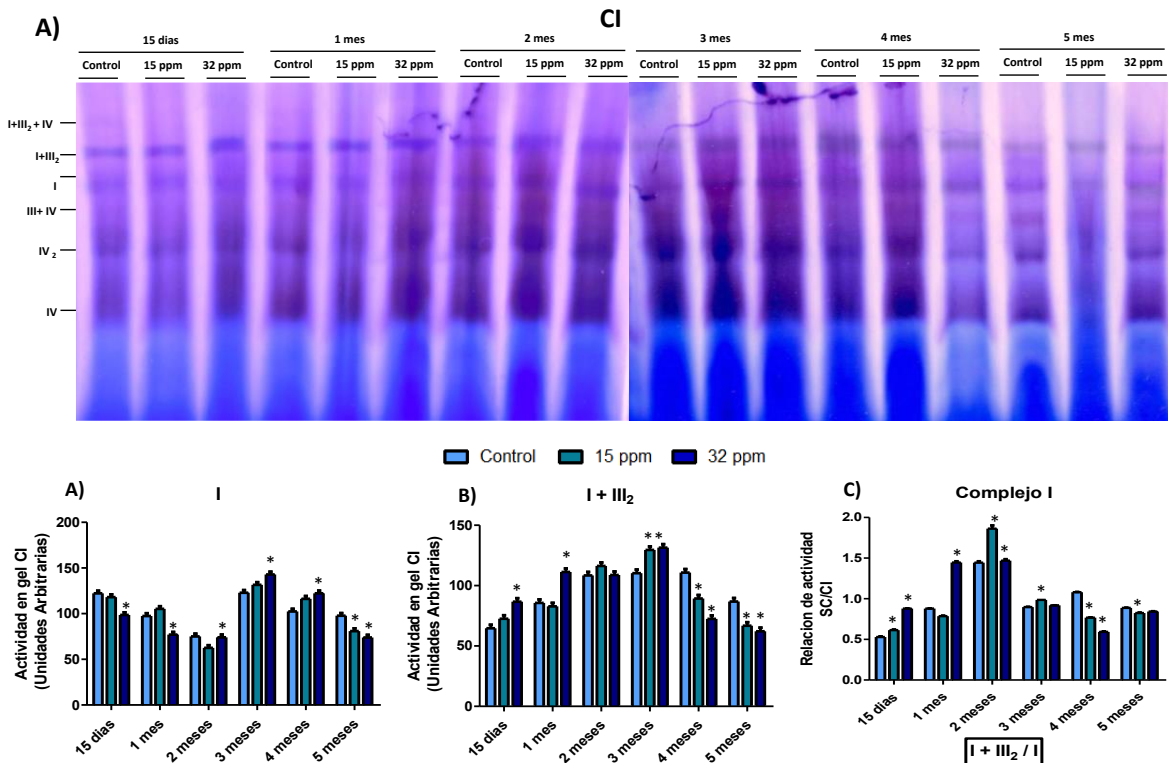 A)
CI
15 dias 1 mes 2 mes 3 mes 4 mes 5 mes
Control 15 ppm 32 ppm Control 15 ppm 32 ppm Control 15 ppm 32 ppm Control 15 ppm 32 ppm Control 15 ppm 32 ppm Control 15 ppm 32 ppm
I+III₂ + IV
I+III₂
I
III+ IV
IV ₂
IV
Control 15 ppm 32 ppm
A) I
Actividad en gel CI
(Unidades Arbitrarias)
200
150
100
50
0
* * * * * * *
15 dias 1 mes 2 meses 3 meses 4 meses 5 meses
B) I + III₂
Actividad en gel CI
(Unidades Arbitrarias)
150
100
50
0
* * ** * * * *
15 dias 1 mes 2 meses 3 meses 4 meses 5 meses
C) Complejo I
Relacion de actividad
SC/CI
2.0
1.5
1.0
0.5
0.0
* * * * * * * * *
15 dias 1 mes 2 meses 3 meses 4 meses 5 meses
I + III₂ / I